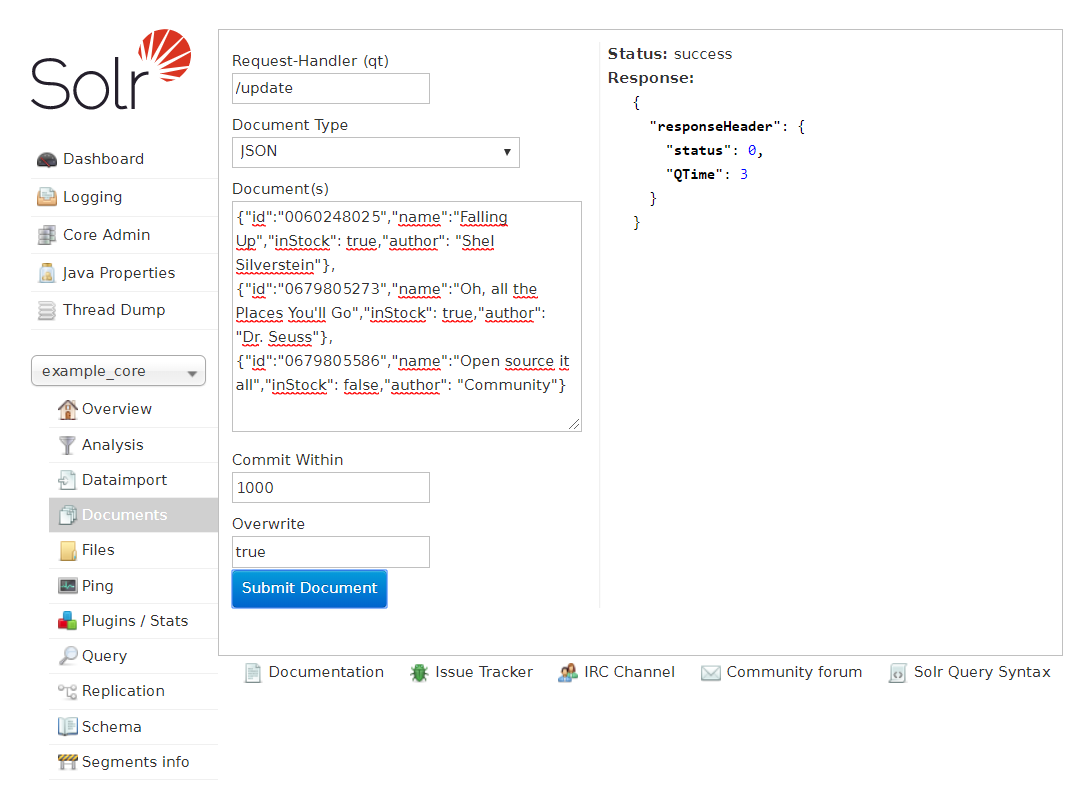 Solr
Dashboard
Logging
Core Admin
Java Properties
Thread Dump
example_core
Overview
Analysis
Dataimport
Documents
Files
Ping
Plugins / Stats
Query
Replication
Schema
Segments info
Request-Handler (qt)
/update
Document Type
JSON
Document(s)
{"id":"0060248025","name":"Falling
Up","inStock": true,"author": "Shel
Silverstein"},
{"id":"0679805273","name":"Oh, all the
Places You'll Go","inStock": true,"author":
"Dr. Seuss"},
{"id":"0679805586","name":"Open source it
all","inStock": false,"author": "Community"}
Commit Within
1000
Overwrite
true
Submit Document
Status: success
Response:
{
"responseHeader": {
"status": 0,
"QTime": 3
}
}
Documentation
Issue Tracker
IRC Channel
Community forum
Solr Query Syntax